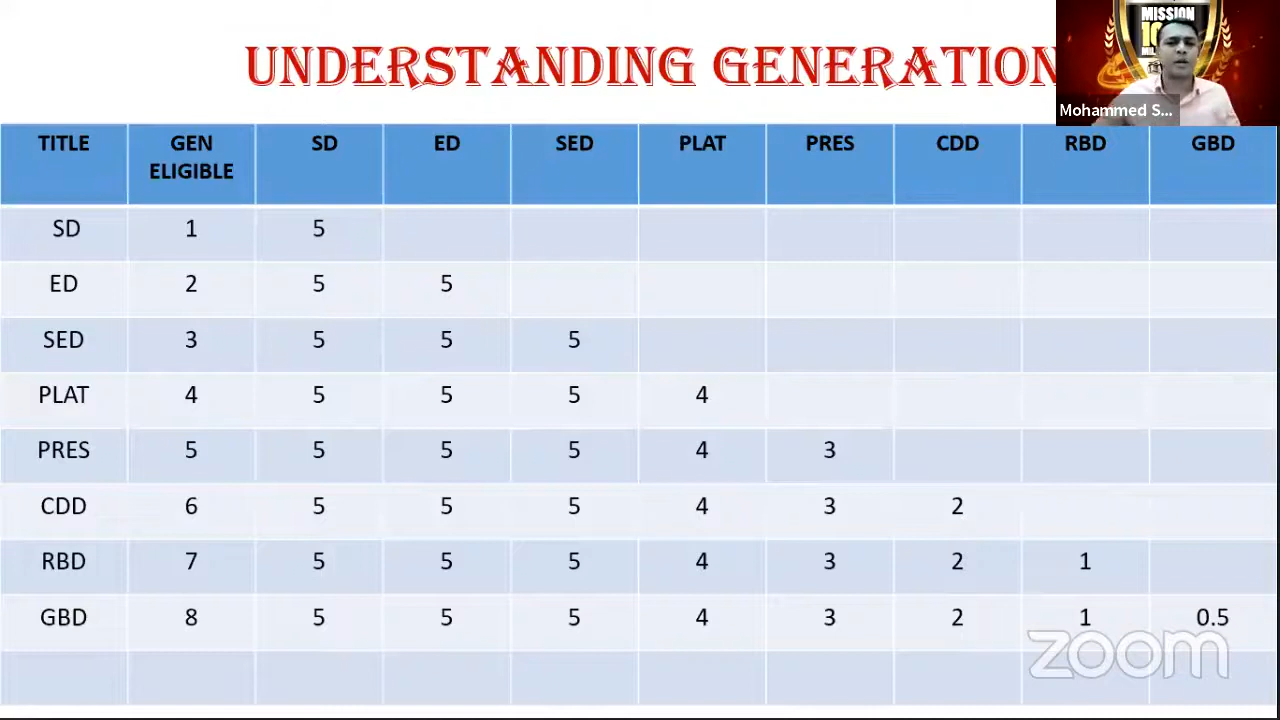 UNDERSTANDING GENERATION
MISSION
Mohammed S...
TITLE GEN ELIGIBLE SD ED SED PLAT PRES CDD RBD GBD
SD 1 5
ED 2 5 5
SED 3 5 5 5
PLAT 4 5 5 5 4
PRES 5 5 5 5 4 3
CDD 6 5 5 5 4 3 2
RBD 7 5 5 5 4 3 2 1
GBD 8 5 5 5 4 3 2 1 0.5
zoom